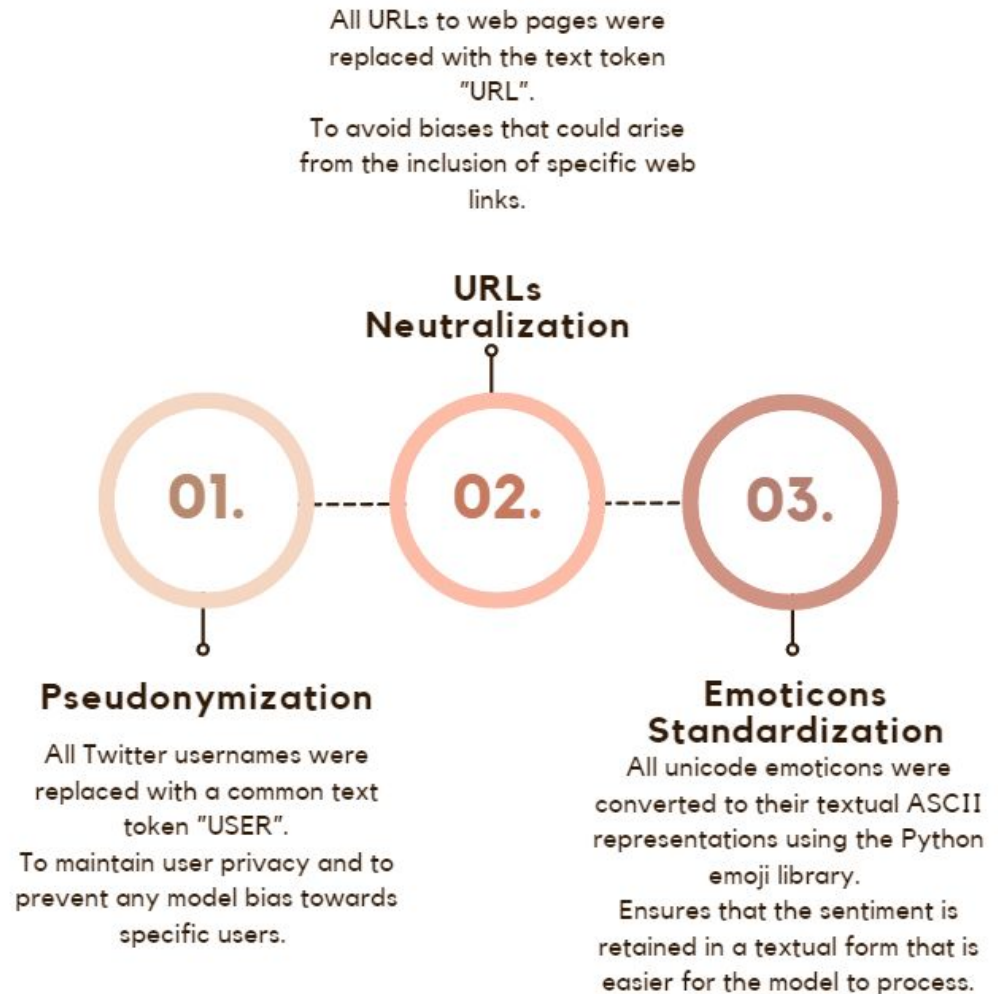 All URLs to web pages were
replaced with the text token
"URL".
To avoid biases that could arise
from the inclusion of specific web
links.
URLs
Neutralization
01.
02.
03.
Pseudonymization
All Twitter usernames were
replaced with a common text
token "USER".
To maintain user privacy and to
prevent any model bias towards
specific users.
Emoticons
Standardization
All unicode emoticons were
converted to their textual ASCII
representations using the Python
emoji library.
Ensures that the sentiment is
retained in a textual form that is
easier for the model to process.